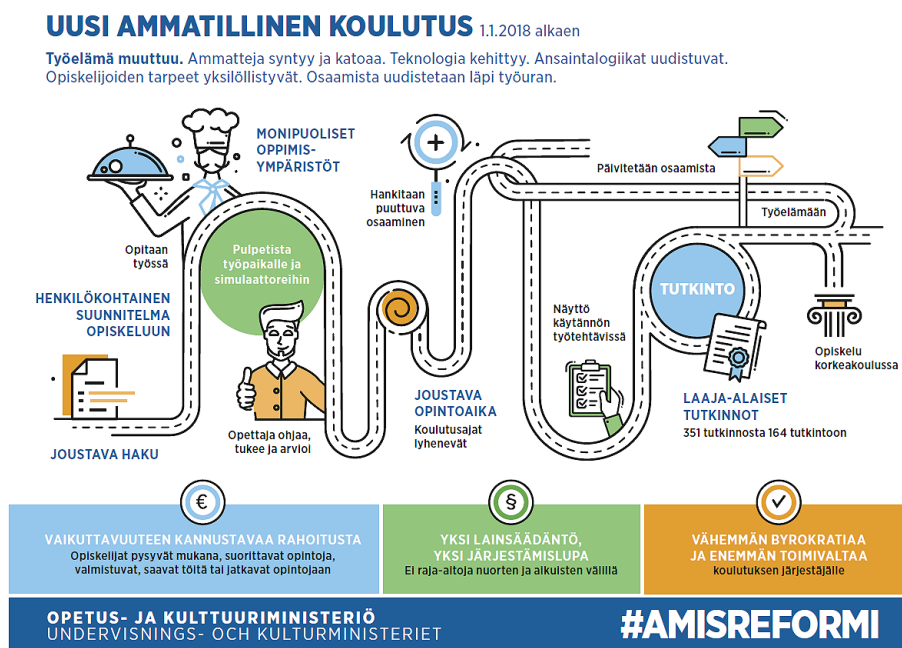 UUSI AMMATILLINEN KOULUTUS 1.1.2018 alkaen
Työelämä muuttuu. Ammatteja syntyy ja katoaa. Teknologia kehittyy. Ansaintalogiikat uudistuvat.
Opiskelijoiden tarpeet yksilöllistyvät. Osaamista uudistetaan läpi työuran.
MONIPUOLISET
OPPIMIS-
YMPÄRISTÖT
Opitaan
työssä
Pulpetista
työpaikalle ja
simulaattoreihin
HENKILÖKOHTAINEN
SUUNNITELMA
OPISKELUUN
JOUSTAVA HAKU
Opettaja ohjaa,
tukee ja arvioi
Hankitaan
puuttuva
osaaminen
JOUSTAVA
OPINTOAIKA
Koulutusajat
lyhenevät
Päivitetään osaamista
Työelämään
Näyttö
käytännön
työtehtävissä
TUTKINTO
Opiskelu
korkeakoulussa
LAAJA-ALAISET
TUTKINNOT
351 tutkinnosta 164 tutkintoon
€
VAIKUTTAVUUTEEN KANNUSTAVAA RAHOITUSTA
Opiskelijat pysyvät mukana, suorittavat opintoja,
valmistuvat, saavat töitä tai jatkavat opintojaan
§
YKSI LAINSÄÄDÄNTÖ,
YKSI JÄRJESTÄMISLUPA
Ei raja-aitoja nuorten ja aikuisten välillä
VÄHEMMÄN BYROKRATIAA
JA ENEMMÄN TOIMIVALTAA
koulutuksen järjestäjälle
OPETUS- JA KULTTUURIMINISTERIÖ
UNDERVISNINGS- OCH KULTURMINISTERIET
#AMISREFORMI